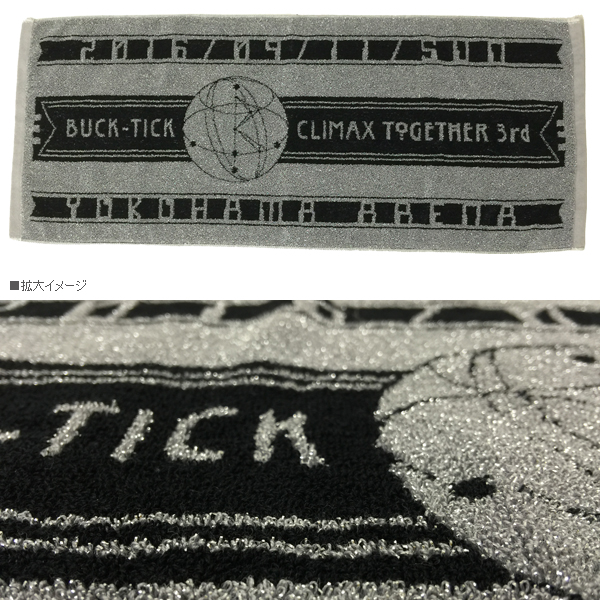 2016/09/11/SUN
BUCK-TICK CLIMAX TOGETHER 3rd
YOKOHAMA ARENA
■拡大イメージ
-TICK